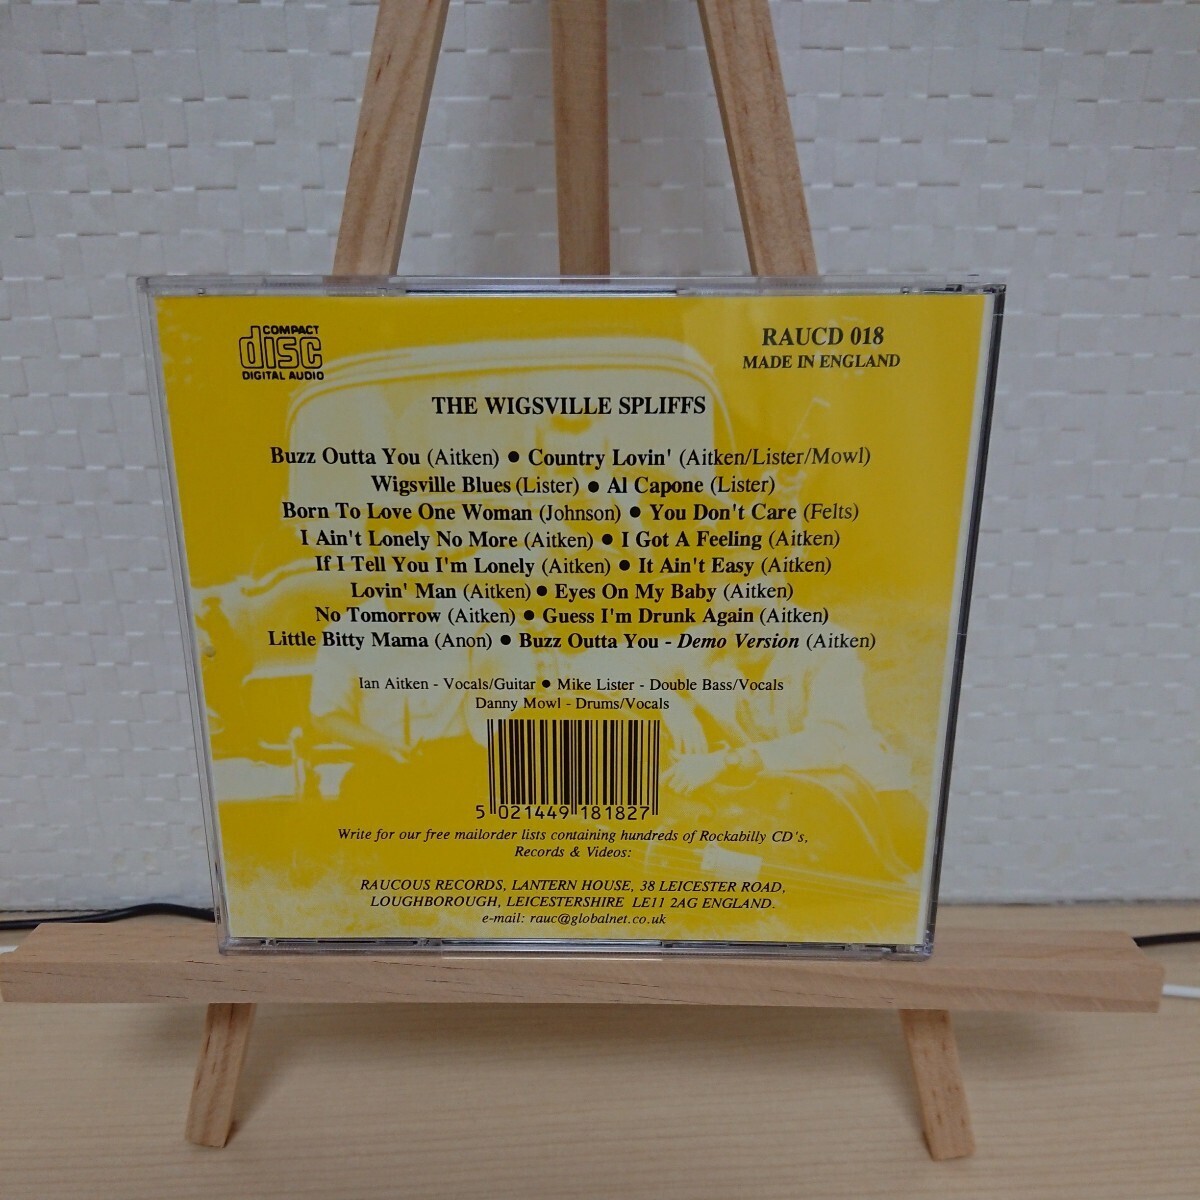 COMPACT
disc
DIGITAL AUDIO
RAUCD 018
MADE IN ENGLAND
THE WIGSVILLE SPLIFFS
Buzz Outta You (Aitken) ● Country Lovin' (Aitken/Lister/Mowl)
Wigsville Blues (Lister) ● Al Capone (Lister)
Born To Love One Woman (Johnson) ● You Don't Care (Felts)
I Ain't Lonely No More (Aitken) ● I Got A Feeling (Aitken)
If I Tell You I'm Lonely (Aitken) ● It Ain't Easy (Aitken)
Lovin' Man (Aitken) ● Eyes On My Baby (Aitken)
No Tomorrow (Aitken) ● Guess I'm Drunk Again (Aitken)
Little Bitty Mama (Anon) ● Buzz Outta You - Demo Version (Aitken)
Ian Aitken - Vocals/Guitar ● Mike Lister - Double Bass/Vocals
Danny Mowl - Drums/Vocals
5 021449 181827
Write for our free mailorder lists containing hundreds of Rockabilly CD's,
Records & Videos:
RAUCOUS RECORDS, LANTERN HOUSE, 38 LEICESTER ROAD,
LOUGHBOROUGH, LEICESTERSHIRE LE11 2AG ENGLAND.
e-mail: rauc@globalnet.co.uk